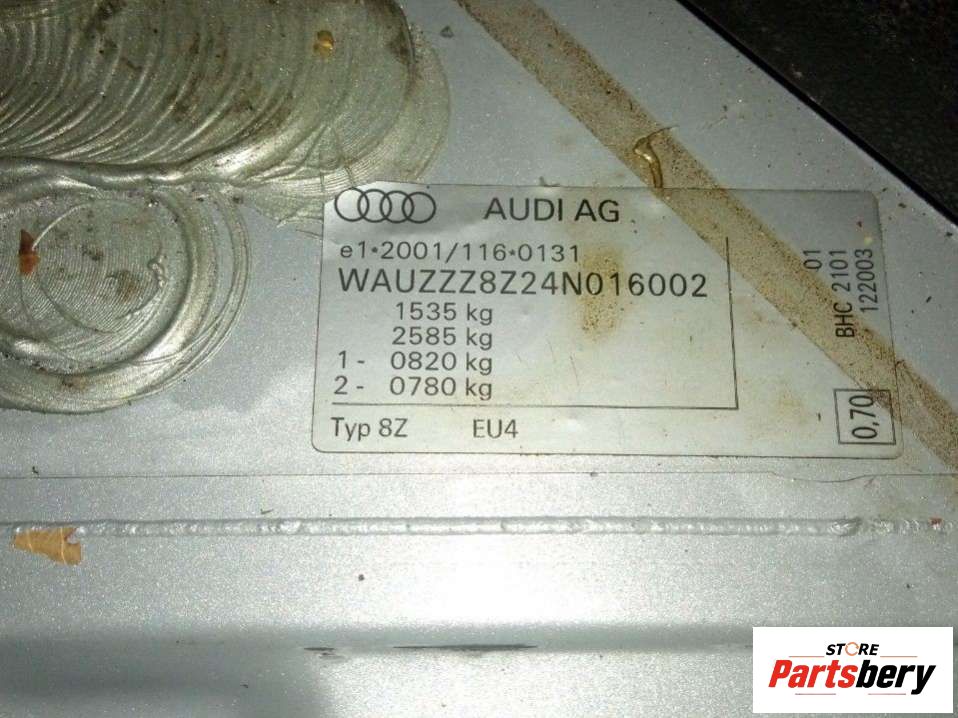 AUDI AG
e1*2001/116*0131
WAUZZZ8Z24N016002
1535 kg
2585 kg
1 - 0820 kg
2 - 0780 kg
Typ 8Z EU4
01
BHC 2101
122003
0,70
STORE
Partsbery